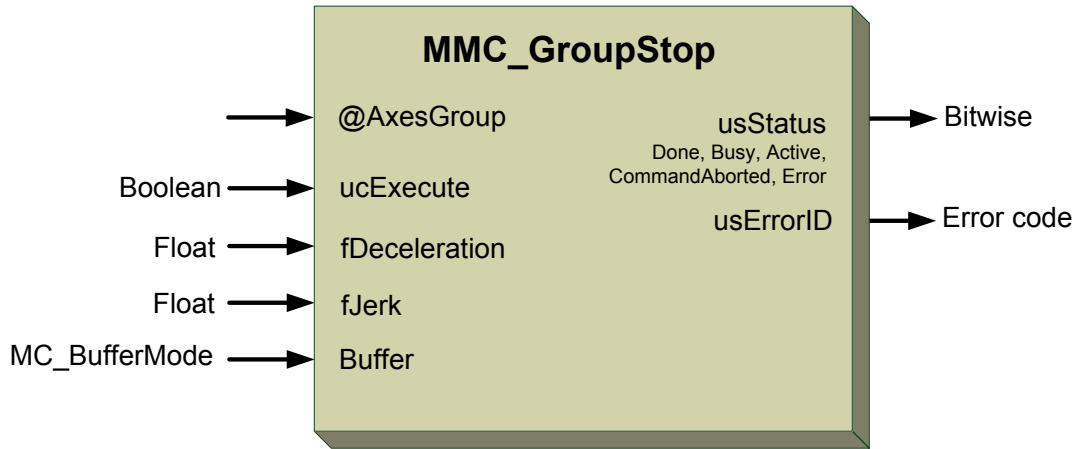 MMC_GroupStop
@AxesGroup
usStatus
Bitwise
Done, Busy, Active,
CommandAborted, Error
Boolean
ucExecute
usErrorID
Error code
Float
fDeceleration
Float
fJerk
MC_BufferMode
Buffer